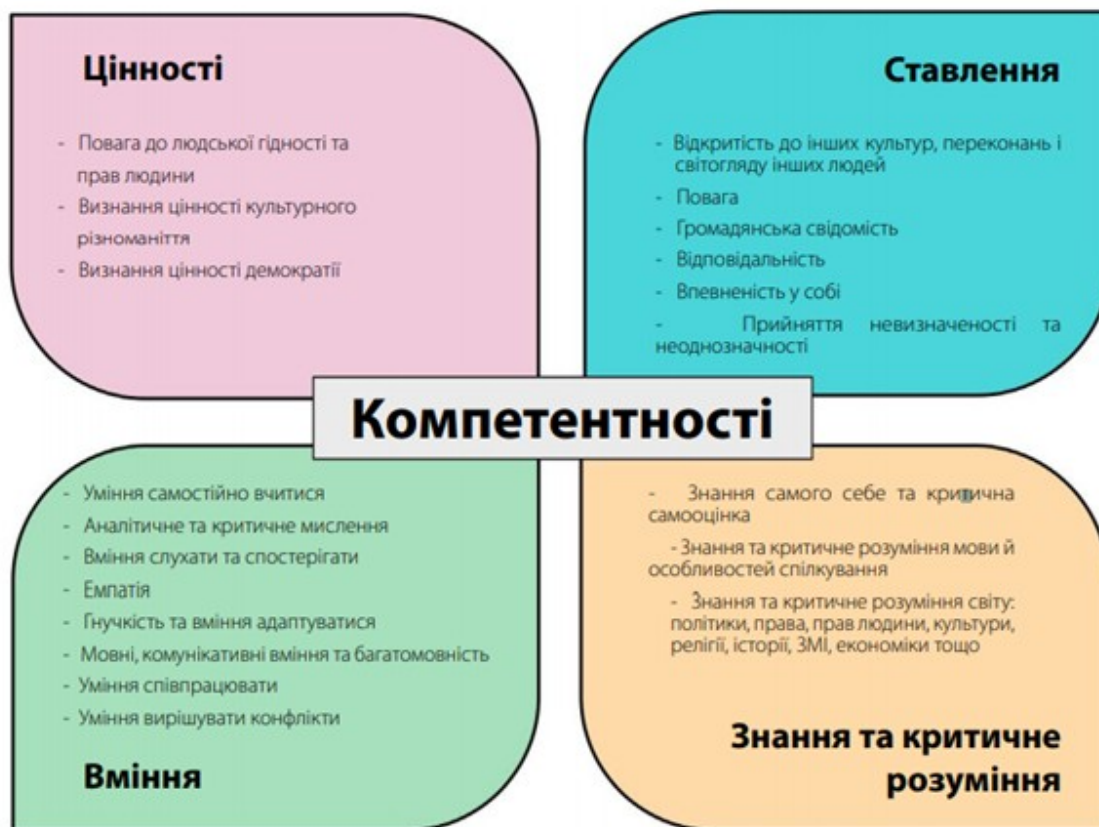 Цінності
- Повага до людської гідності та
прав людини
- Визнання цінності культурного
різноманіття
- Визнання цінності демократії
Ставлення
- Відкритість до інших культур, переконань і
світогляду інших людей
- Повага
- Громадянська свідомість
- Відповідальність
- Впевненість у собі
- Прийняття невизначеності та
неоднозначності
Компетентності
- Уміння самостійно вчитися
- Аналітичне та критичне мислення
- Вміння слухати та спостерігати
- Емпатія
- Гнучкість та вміння адаптуватися
- Мовні, комунікативні вміння та багатомовність
- Уміння співпрацювати
- Уміння вирішувати конфлікти
Вміння
- Знання самого себе та критична
самооцінка
- Знання та критичне розуміння мови й
особливостей спілкування
- Знання та критичне розуміння світу:
політики, права, прав людини, культури,
релігії, історії, ЗМІ, економіки тощо
Знання та критичне
розуміння